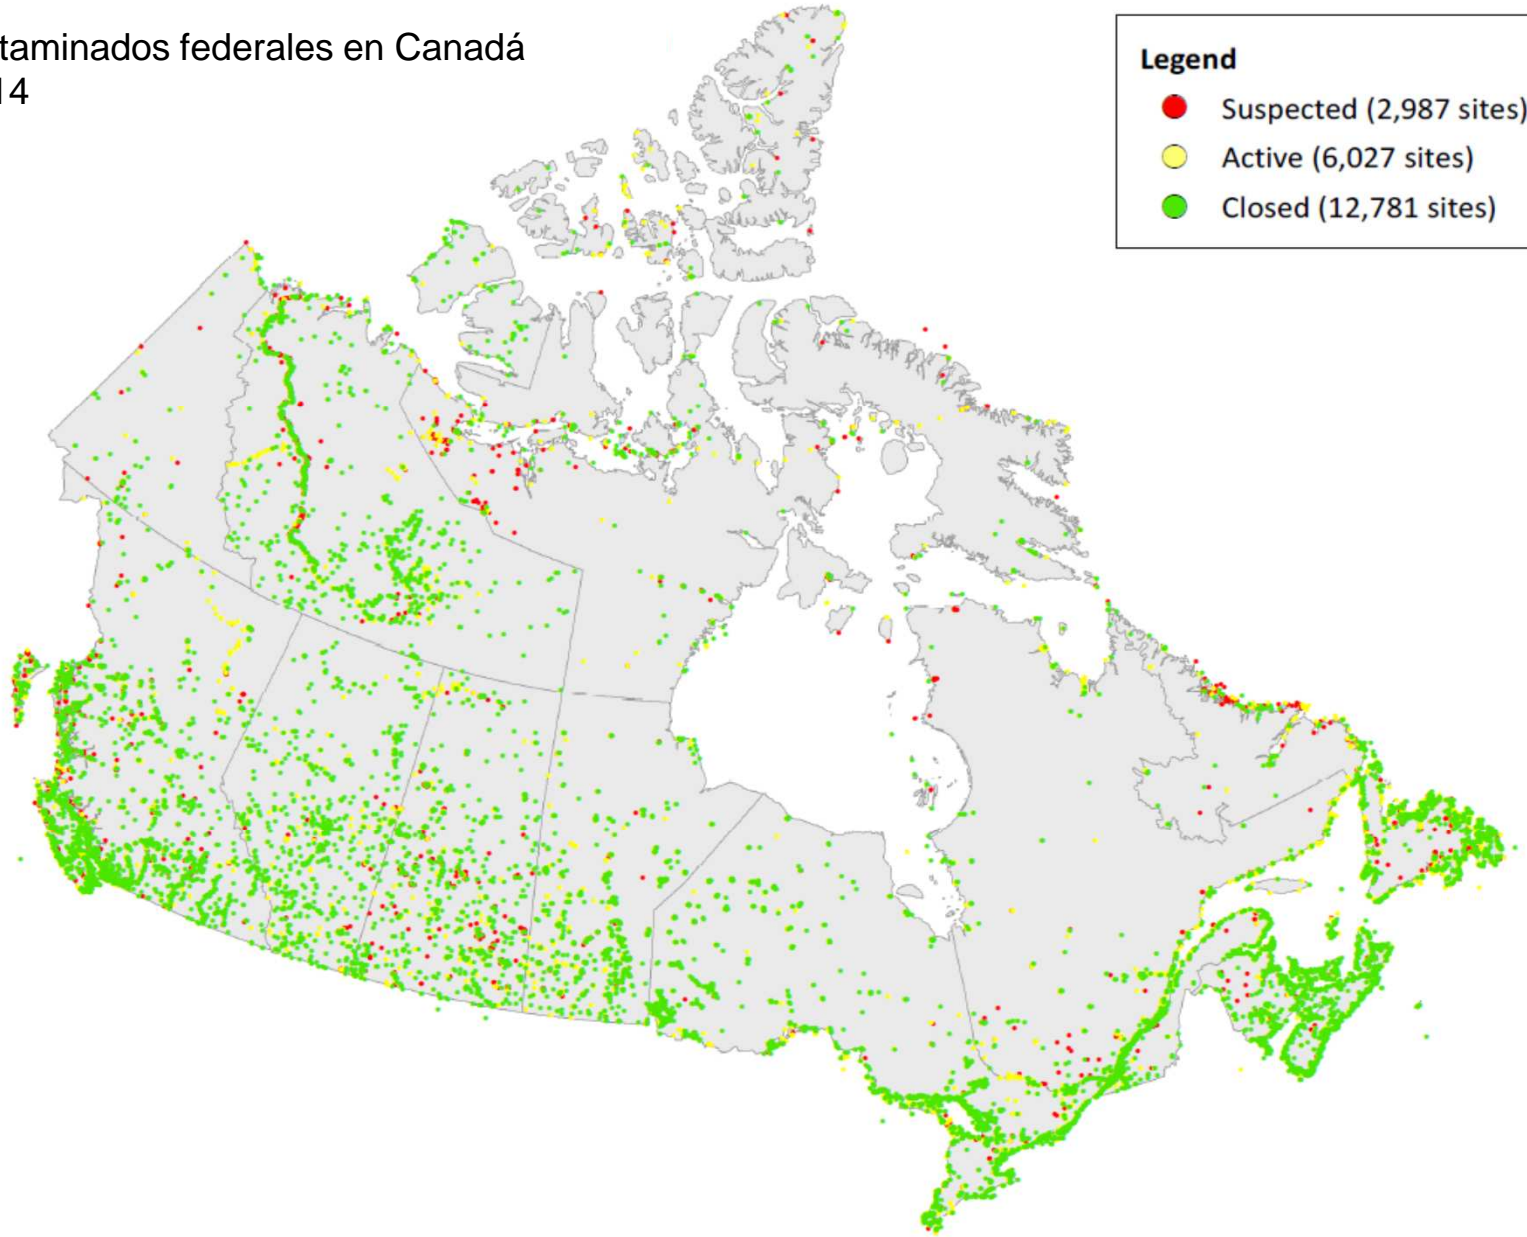 taminados federales en Canadá
14
Legend
Suspected (2,987 sites)
Active (6,027 sites)
Closed (12,781 sites)